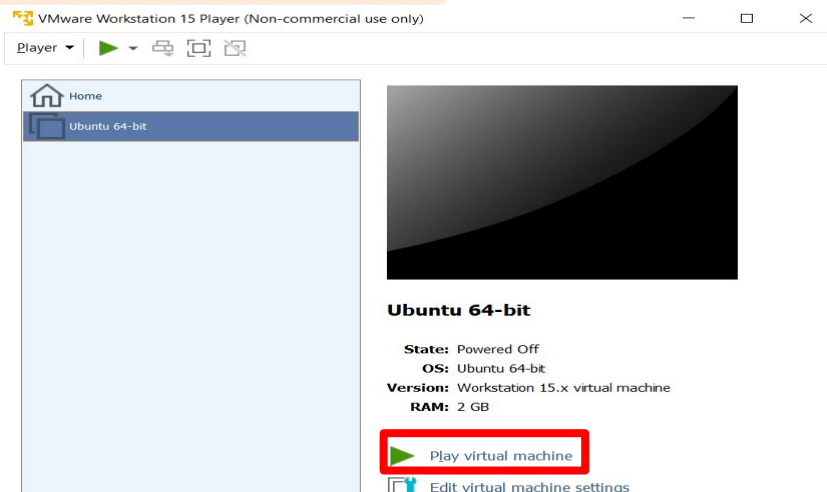 VMware Workstation 15 Player (Non-commercial use only)
Player
Home
Ubuntu 64-bit
Ubuntu 64-bit
State: Powered Off
OS: Ubuntu 64-bit
Version: Workstation 15.x virtual machine
RAM: 2 GB
Play virtual machine
Edit virtual machine settings